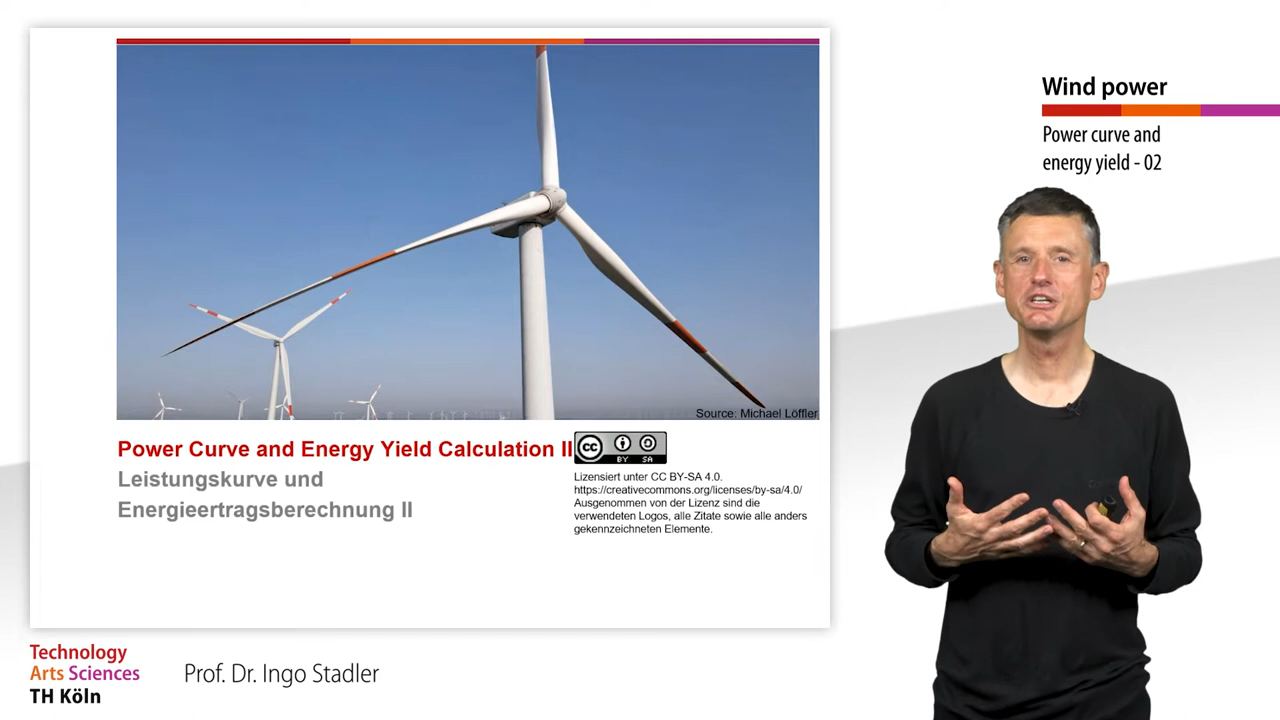 Wind power
Power curve and
energy yield - 02
Source: Michael Löffler
Power Curve and Energy Yield Calculation II
Leistungskurve und
Energieertragsberechnung II
cc
BY SA
Lizensiert unter CC BY-SA 4.0.
https://creativecommons.org/licenses/by-sa/4.0/
Ausgenommen von der Lizenz sind die
verwendeten Logos, alle Zitate sowie alle anders
gekennzeichneten Elemente.
Technology
Arts Sciences
TH Köln
Prof. Dr. Ingo Stadler